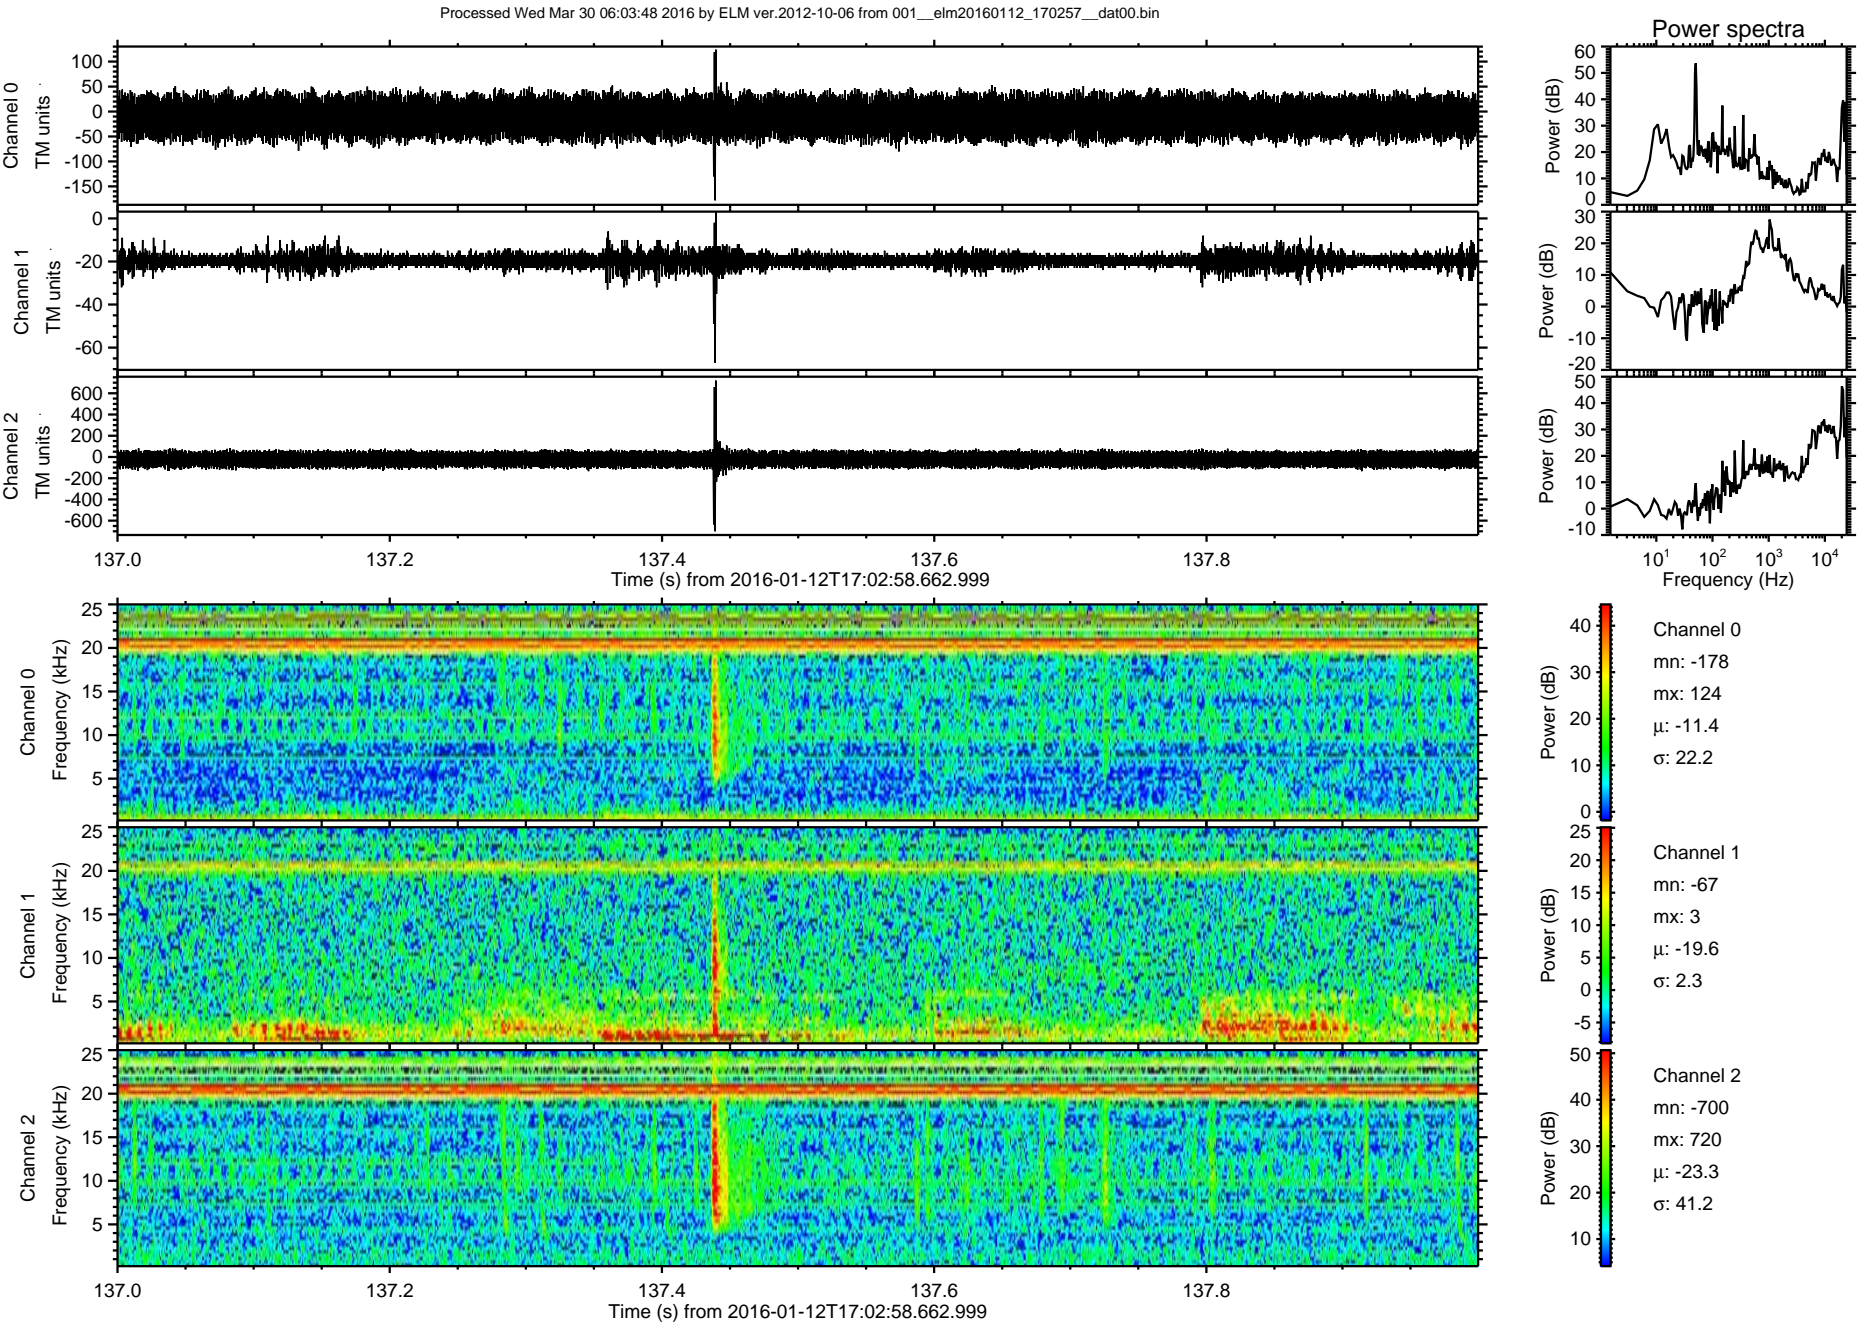 Processed Wed Mar 30 06:03:48 2016 by ELM ver.2012-10-06 from 001__elm20160112_170257__dat00.bin
Power spectra
Channel 0
TM units
100
50
0
-50
-100
-150
Power (dB)
60
50
40
30
20
10
0
Channel 1
TM units
0
-20
-40
-60
Power (dB)
30
20
10
0
-10
-20
Channel 2
TM units
600
400
200
0
-200
-400
-600
Power (dB)
50
40
30
20
10
0
-10
137.0 137.2 137.4 137.6 137.8
Time (s) from 2016-01-12T17:02:58.662.999
10¹ 10² 10³ 10⁴
Frequency (Hz)
Channel 0
Frequency (kHz)
25
20
15
10
5
Power (dB)
40
30
20
10
0
Channel 0
mn: -178
mx: 124
μ: -11.4
σ: 22.2
Channel 1
Frequency (kHz)
25
20
15
10
5
Power (dB)
25
20
15
10
5
0
-5
Channel 1
mn: -67
mx: 3
μ: -19.6
σ: 2.3
Channel 2
Frequency (kHz)
25
20
15
10
5
Power (dB)
50
40
30
20
10
Channel 2
mn: -700
mx: 720
μ: -23.3
σ: 41.2
137.0 137.2 137.4 137.6 137.8
Time (s) from 2016-01-12T17:02:58.662.999